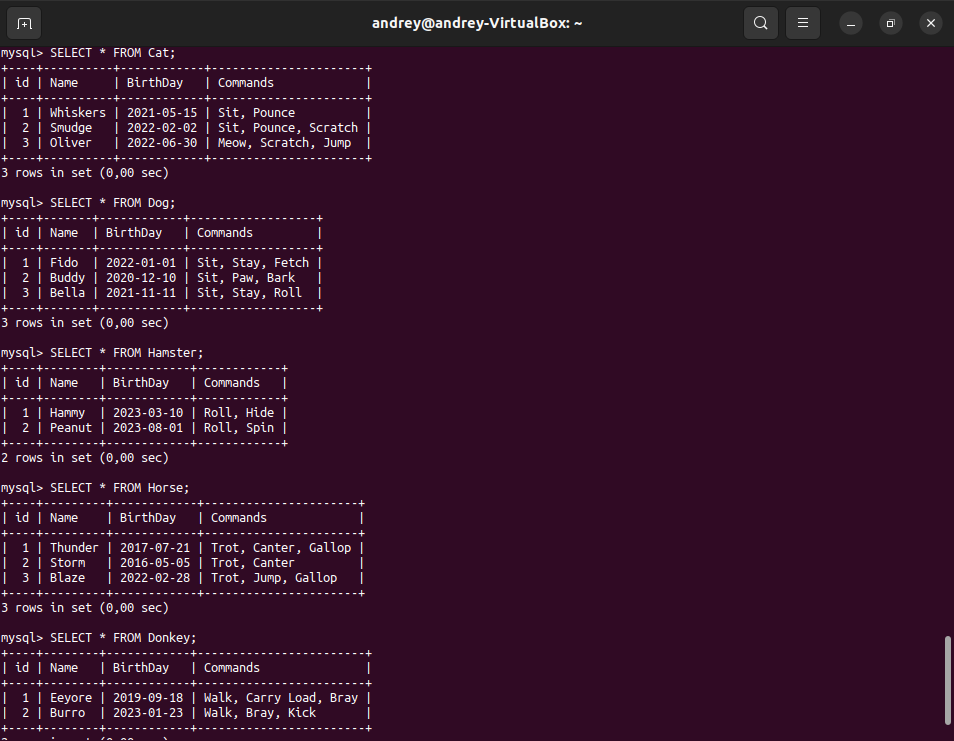 andrey@andrey-VirtualBox: ~
mysql> SELECT * FROM Cat;
+----+----------+------------+---------------------+
| id | Name     | BirthDay   | Commands            |
+----+----------+------------+---------------------+
|  1 | Whiskers | 2021-05-15 | Sit, Pounce         |
|  2 | Smudge   | 2022-02-02 | Sit, Pounce, Scratch |
|  3 | Oliver   | 2022-06-30 | Meow, Scratch, Jump  |
+----+----------+------------+----------------------+
3 rows in set (0,00 sec)
mysql> SELECT * FROM Dog;
+----+-------+------------+------------------+
| id | Name  | BirthDay   | Commands         |
+----+-------+------------+------------------+
|  1 | Fido  | 2022-01-01 | Sit, Stay, Fetch |
|  2 | Buddy | 2020-12-10 | Sit, Paw, Bark   |
|  3 | Bella | 2021-11-11 | Sit, Stay, Roll  |
+----+-------+------------+------------------+
3 rows in set (0,00 sec)
mysql> SELECT * FROM Hamster;
+----+--------+------------+------------+
| id | Name   | BirthDay   | Commands   |
+----+--------+------------+------------+
|  1 | Hammy  | 2023-03-10 | Roll, Hide |
|  2 | Peanut | 2023-08-01 | Roll, Spin |
+----+--------+------------+------------+
2 rows in set (0,00 sec)
mysql> SELECT * FROM Horse;
+----+---------+------------+----------------------+
| id | Name    | BirthDay   | Commands             |
+----+---------+------------+----------------------+
|  1 | Thunder | 2017-07-21 | Trot, Canter, Gallop |
|  2 | Storm   | 2016-05-05 | Trot, Canter         |
|  3 | Blaze   | 2022-02-28 | Trot, Jump, Gallop   |
+----+---------+------------+----------------------+
3 rows in set (0,00 sec)
mysql> SELECT * FROM Donkey;
+----+--------+------------+------------------------+
| id | Name   | BirthDay   | Commands               |
+----+--------+------------+------------------------+
|  1 | Eeyore | 2019-09-18 | Walk, Carry Load, Bray |
|  2 | Burro  | 2023-01-23 | Walk, Bray, Kick       |
+----+--------+------------+------------------------+